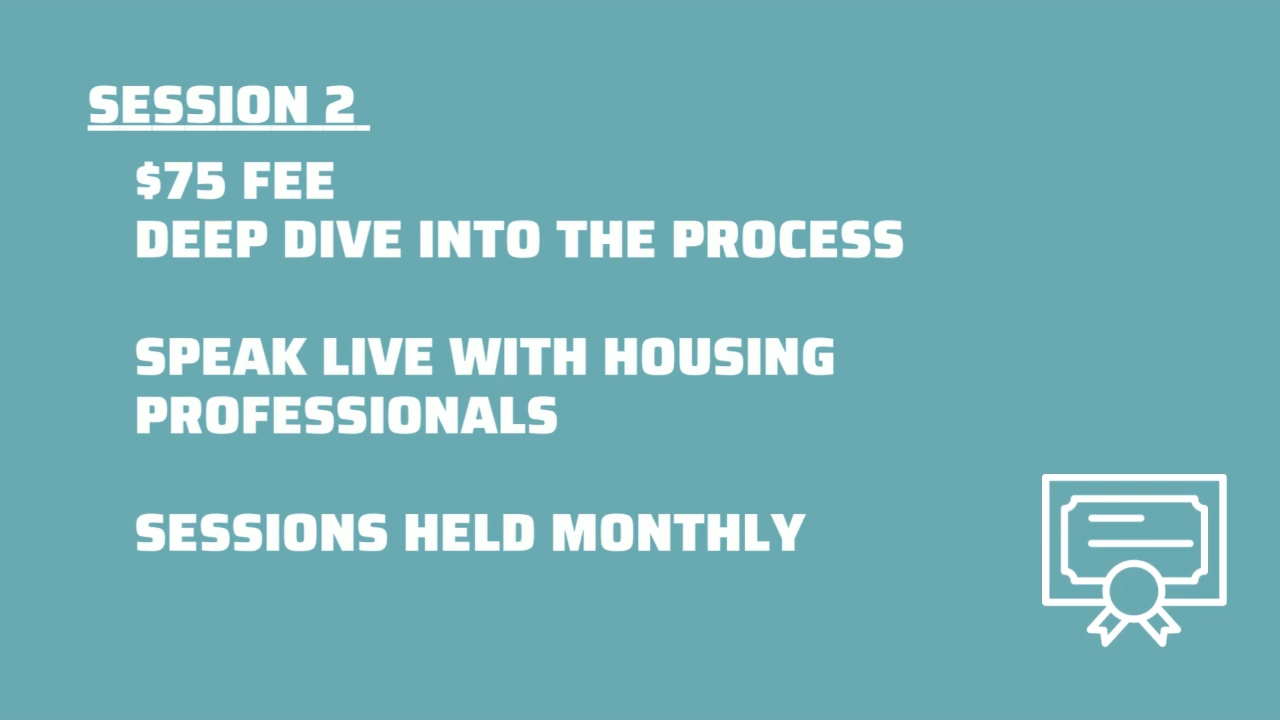 SESSION 2
$75 FEE
DEEP DIVE INTO THE PROCESS
SPEAK LIVE WITH HOUSING
PROFESSIONALS
SESSIONS HELD MONTHLY